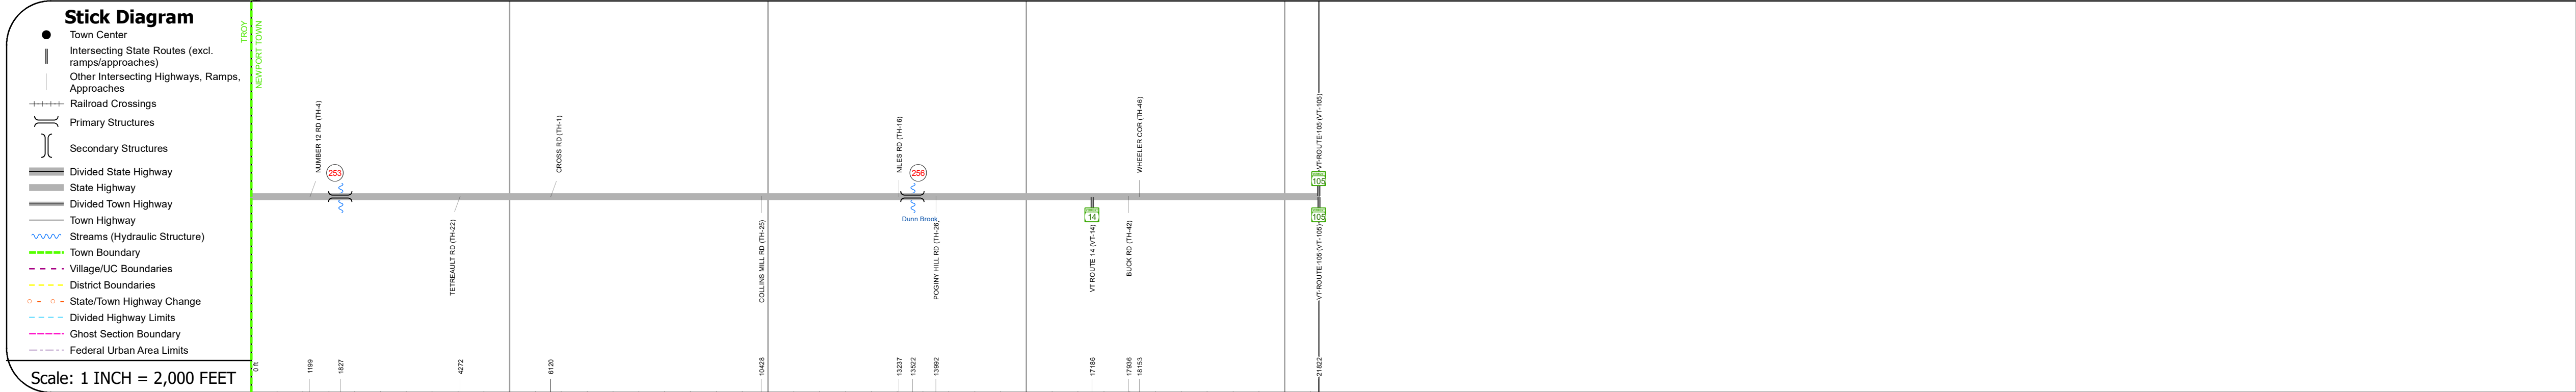 Stick Diagram
Town Center
Intersecting State Routes (excl.
ramps/approaches)
Other Intersecting Highways, Ramps,
Approaches
Railroad Crossings
Primary Structures
Secondary Structures
Divided State Highway
State Highway
Divided Town Highway
Town Highway
Streams (Hydraulic Structure)
Town Boundary
Village/UC Boundaries
District Boundaries
State/Town Highway Change
Divided Highway Limits
Ghost Section Boundary
Federal Urban Area Limits
Scale: 1 INCH = 2,000 FEET
TROY
NEWPORT TOWN
NUMBER 12 RD (TH-4)
253
TETREAULT RD (TH-22)
CROSS RD (TH-1)
COLLINS MILL RD (TH-25)
NILES RD (TH-16)
256
Dunn Brook
POGINY HILL RD (TH-26)
14
VT ROUTE 14 (VT-14)
BUCK RD (TH-42)
WHEELER COR (TH-46)
VT-ROUTE-105 (VT-105)
105
105
VT-ROUTE-105 (VT-105)
0 ft
1199
1827
4272
6120
10428
13237
13522
13992
17186
17936
18153
21822